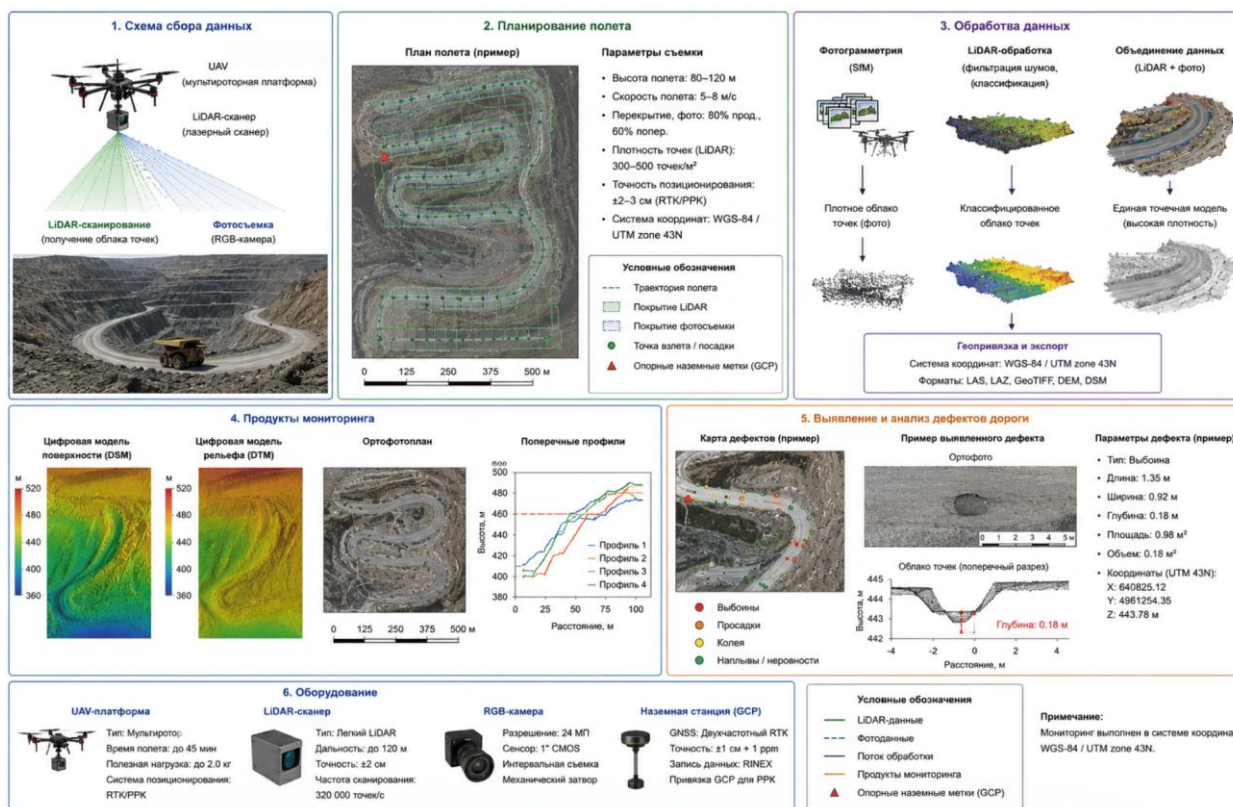 1. Схема сбора данных
UAV
(мультироторная платформа)
LiDAR-сканер
(лазерный сканер)
LiDAR-сканирование
(получение облака точек)
Фотосъемка
(RGB-камера)
2. Планирование полета
План полета (пример)
0 125 250 375 500 м
Параметры съемки
• Высота полета: 80–120 м
• Скорость полета: 5–8 м/с
• Перекрытие, фото: 80% прод.,
60% попер.
• Плотность точек (LiDAR):
300–500 точек/м²
• Точность позиционирования:
±2–3 см (RTK/PPK)
• Система координат: WGS-84 /
UTM zone 43N
Условные обозначения
Траектория полета
Покрытие LiDAR
Покрытие фотосъемки
Точка взлета / посадки
Опорные наземные метки (GCP)
3. Обработва данных
Фотограмметрия
(SfM)
Плотное облако
точек (фото)
LiDAR-обработка
(фильтрация шумов,
(классификация)
Классифицированное
облако точек
Объединение данных
(LiDAR + фото)
Единая точечная модель
(высокая плотность)
Геопривязка и экспорт
Система координат: WGS-84 / UTM zone 43N
Форматы: LAS, LAZ, GeoTIFF, DEM, DSM
4. Продукты мониторинга
Цифровая модель
поверхности (DSM)
м
520
480
440
400
360
Цифровая модель
рельефа (DTM)
м
520
480
440
360
Ортофотоплан
0 125 250 375 500 м
Поперечные профили
500
480
460
440
420
400
380
Высота, м
Профиль 1
Профиль 2
Профиль 3
Профиль 4
0 25 50 75 100
Расстояние, м
5. Выявление и анализ дефектов дороги
Карта дефектов (пример)
Выбоины
Просадки
Колея
Наплывы / неровности
Пример выявленного дефекта
Ортофото
0 1 2 3 4 5 м
Облако точек (поперечный разрез)
445
444
443
442
Высота, м
Глубина: 0.18 м
-4 -2 0 2 4
Расстояние, м
Параметры дефекта (пример)
• Тип: Выбоина
• Длина: 1.35 м
• Ширина: 0.92 м
• Глубина: 0.18 м
• Площадь: 0.98 м²
• Объем: 0.18 м²
• Координаты (UTM 43N):
X: 640825.12
Y: 4961254.35
Z: 443.78 м
6. Оборудование
UAV-платформа
Тип: Мультиротор
Время полета: до 45 мин
Полезная нагрузка: до 2.0 кг
Система позиционирования:
RTK/PPK
LiDAR-сканер
Тип: Легкий LiDAR
Дальность: до 120 м
Точность: ±2 см
Частота сканирования:
320 000 точек/с
RGB-камера
Разрешение: 24 МП
Сенсор: 1" CMOS
Интервальная съемка
Механический затвор
Наземная станция (GCP)
GNSS: Двухчастотный RTK
Точность: ±1 см + 1 ppm
Запись данных: RINEX
Привязка GCP для PPK
Условные обозначения
LiDAR-данные
Фотоданные
Поток обработки
Продукты мониторинга
Опорные наземные метки (GCP)
Примечание:
Мониторинг выполнен в системе координа
WGS-84 / UTM zone 43N.